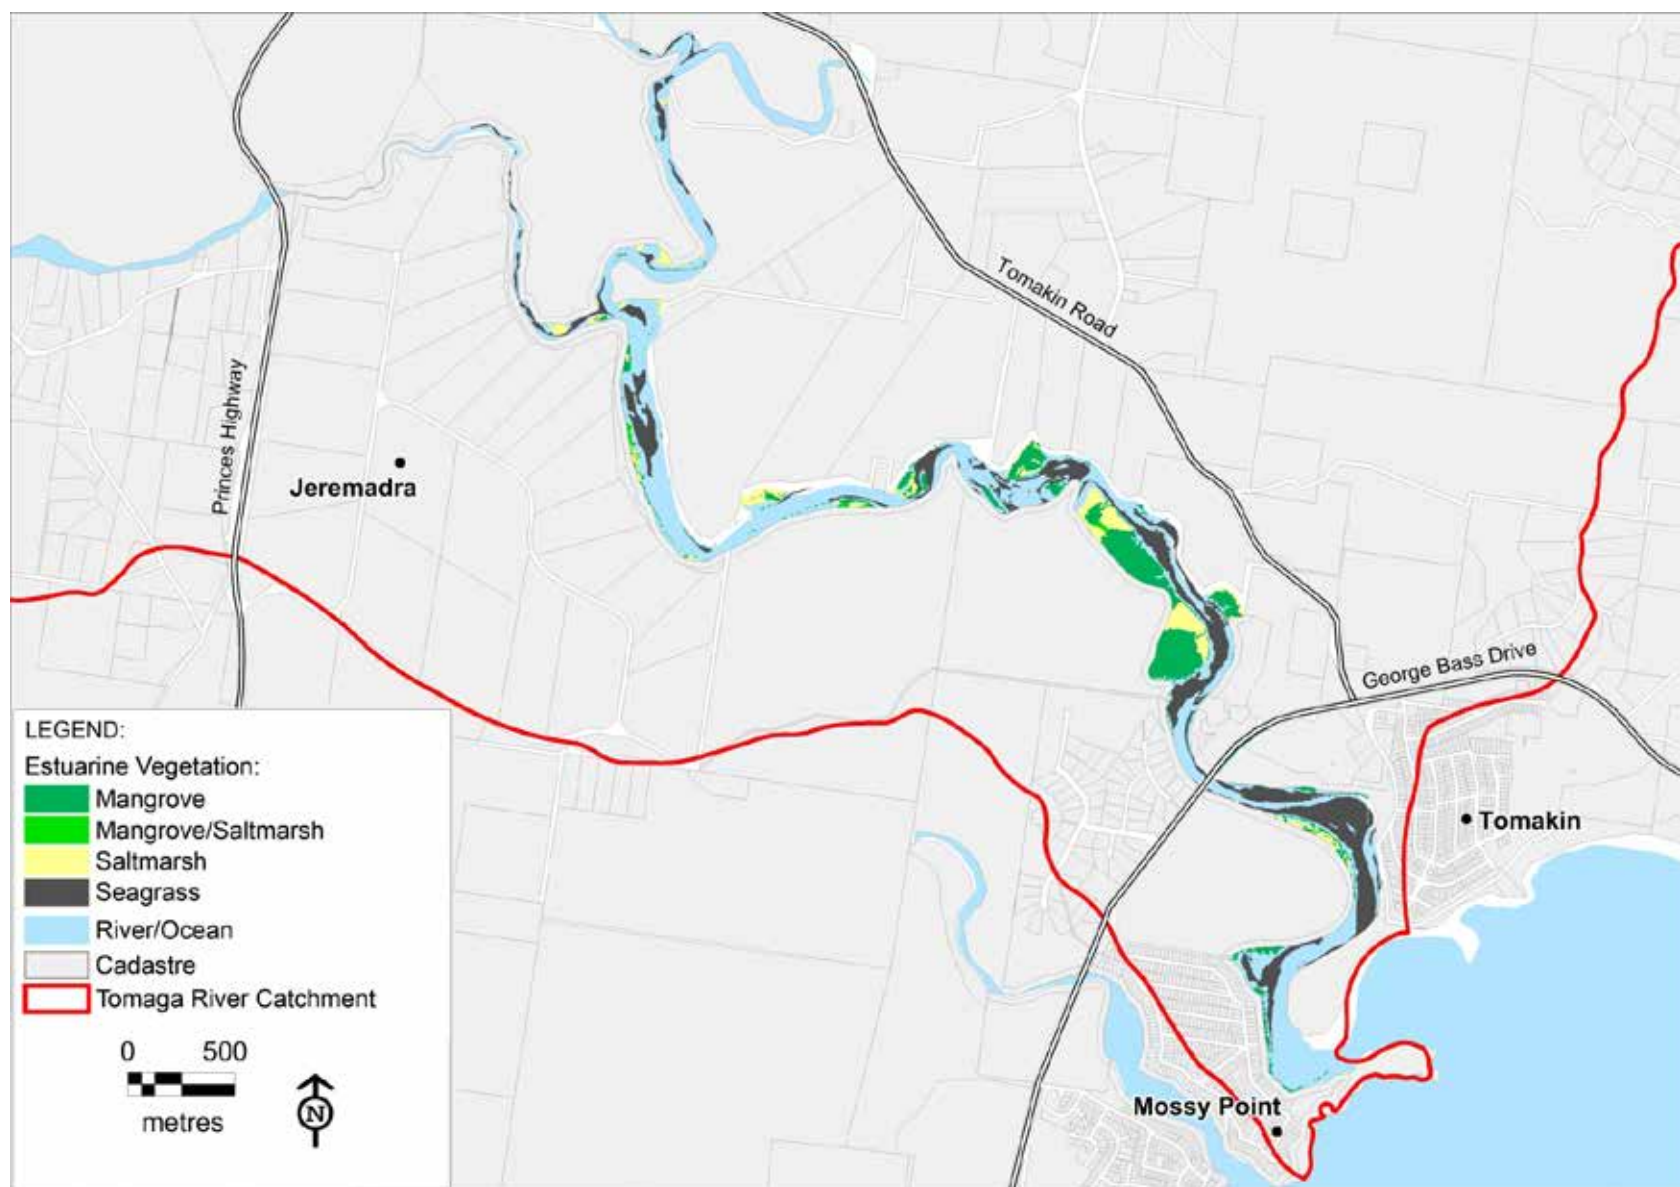 Tomakin Road
Princes Highway
Jeremadra
George Bass Drive
Tomakin
Mossy Point
LEGEND:
Estuarine Vegetation:
Mangrove
Mangrove/Saltmarsh
Saltmarsh
Seagrass
River/Ocean
Cadastre
Tomaga River Catchment
0 500
metres
N